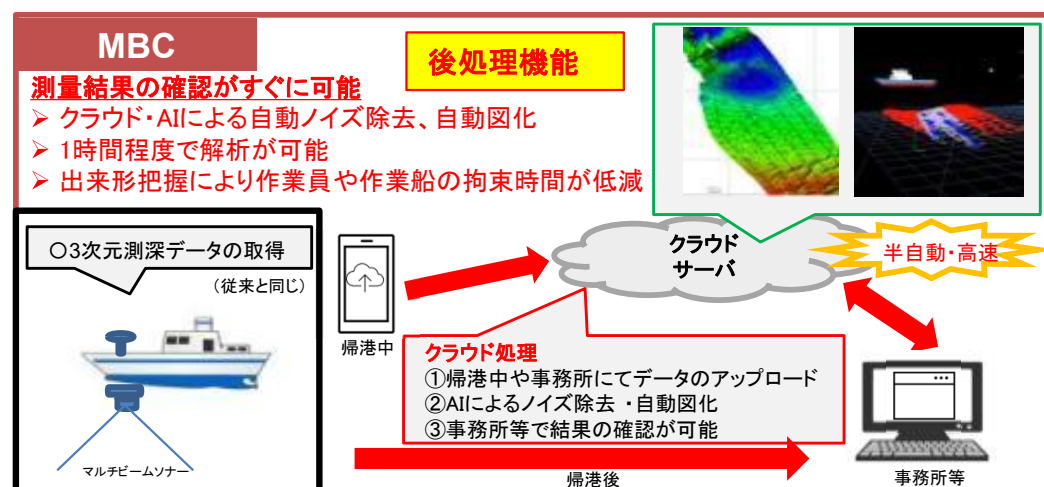 MBC
後処理機能
測量結果の確認がすぐに可能
➢ クラウド・AIによる自動ノイズ除去、自動図化
➢ 1時間程度で解析が可能
➢ 出来形把握により作業員や作業船の拘束時間が低減
〇3次元測深データの取得
(従来と同じ)
マルチビームソナー
帰港中
クラウド
サーバ
半自動・高速
クラウド処理
①帰港中や事務所にてデータのアップロード
②AIによるノイズ除去 ・自動図化
③事務所等で結果の確認が可能
帰港後
事務所等